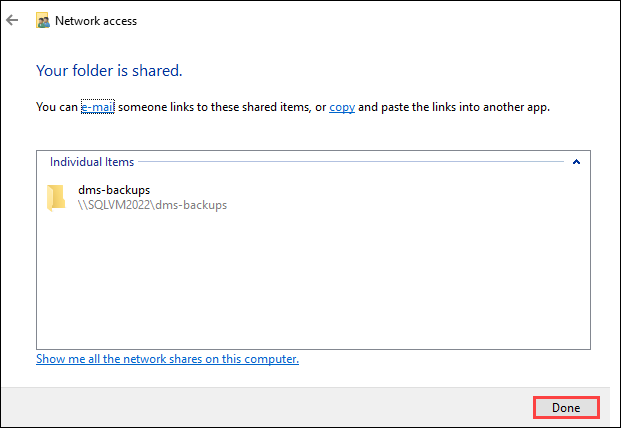 Network access
Your folder is shared.
You can e-mail someone links to these shared items, or copy and paste the links into another app.
Individual Items
dms-backups
\\SQLVM2022\dms-backups
Show me all the network shares on this computer.
Done